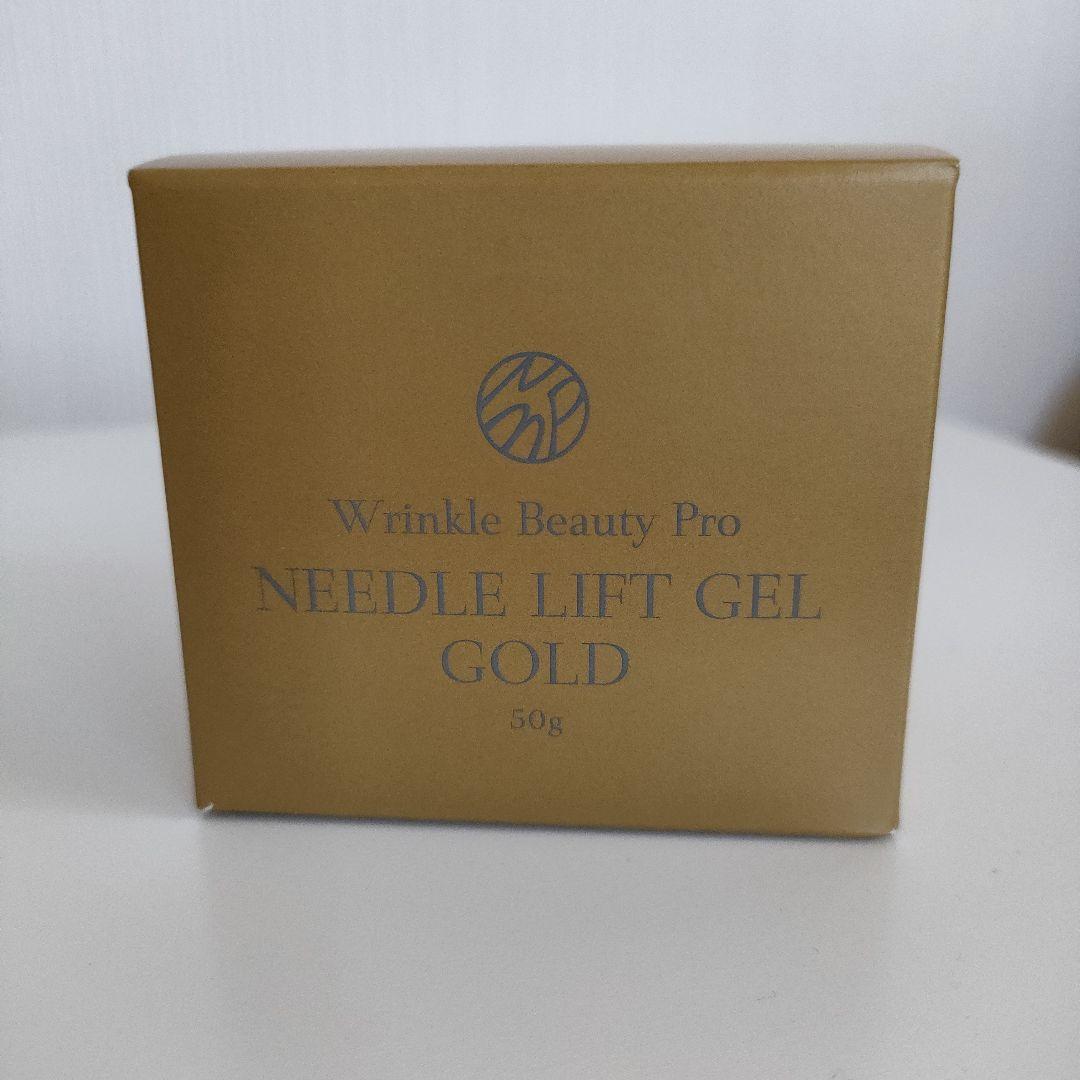 Wrinkle Beauty Pro
NEEDLE LIFT GEL
GOLD
50g